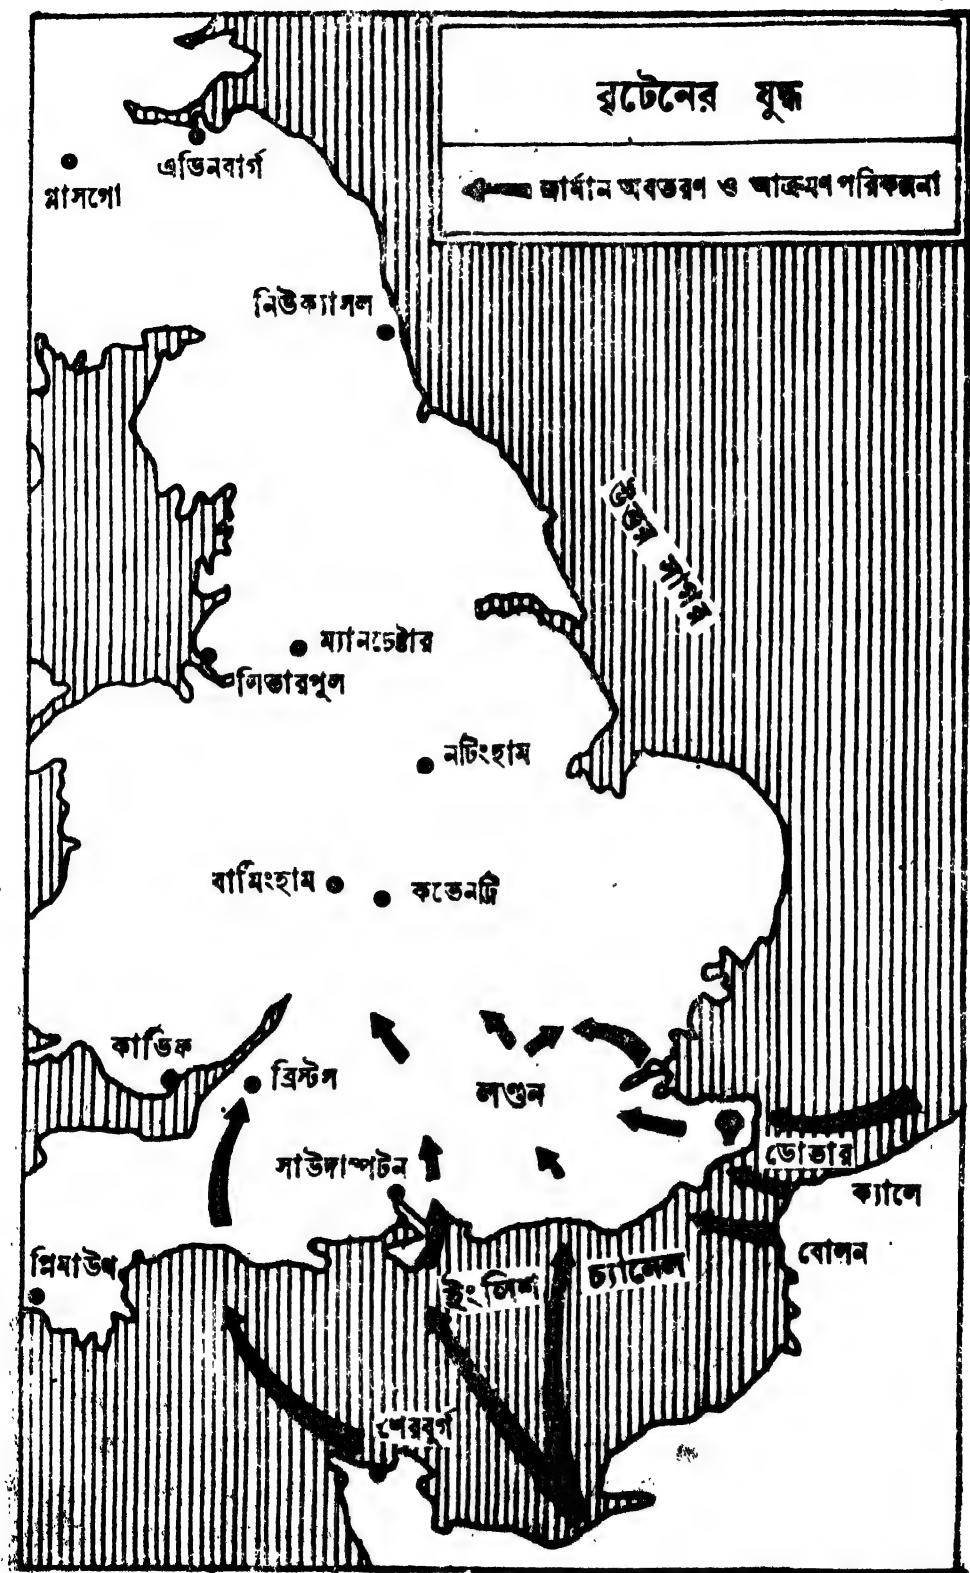 বৃটেনের যুদ্ধ
জার্মান অবতরণ ও আক্রমণ পরিকল্পনা
এডিনবার্গ
গ্লাসগো
নিউক্যাসল
উত্তর সাগর
ম্যানচেষ্টার
লিভারপুল
নটিংহাম
বার্মিংহাম
কভেনট্রি
কার্ডিফ
ব্রিস্টল
লণ্ডন
সাউদাম্পটন
ডোভার
ক্যালে
বোলন
প্লিমাউথ
ইংলিশ চ্যানেল
শেরবুর্গ